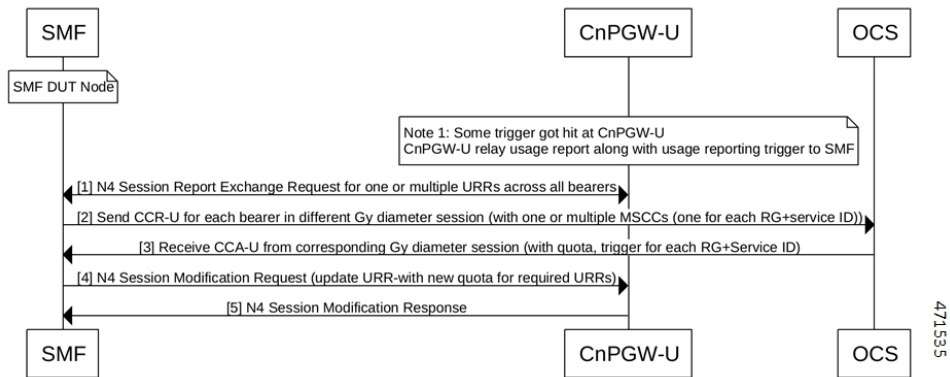 SMF
CnPGW-U
OCS
SMF DUT Node
Note 1: Some trigger got hit at CnPGW-U
CnPGW-U relay usage report along with usage reporting trigger to SMF
[1] N4 Session Report Exchange Request for one or multiple URRs across all bearers
[2] Send CCR-U for each bearer in different Gy diameter session (with one or multiple MSCCs (one for each RG+service ID))
[3] Receive CCA-U from corresponding Gy diameter session (with quota, trigger for each RG+Service ID)
[4] N4 Session Modification Request (update URR-with new quota for required URRs)
[5] N4 Session Modification Response
SMF
CnPGW-U
OCS
471535